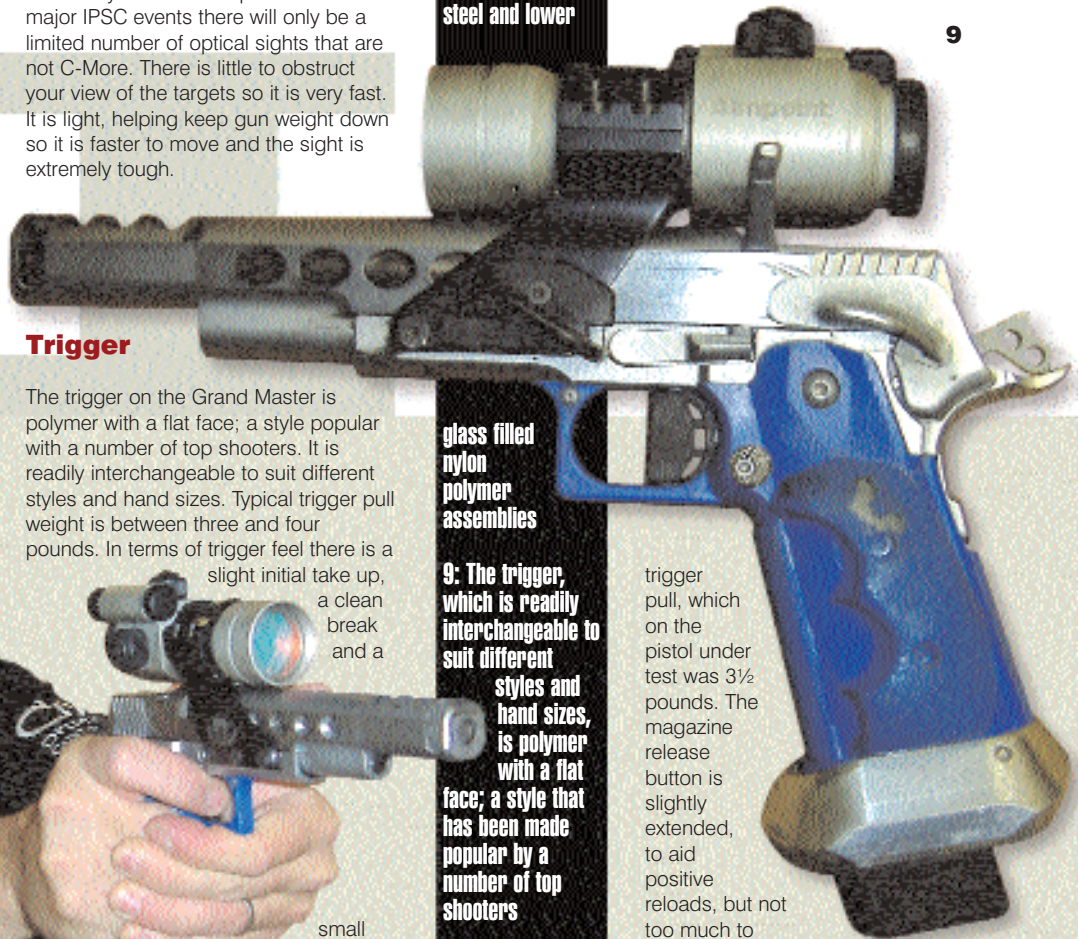 major IPSC events there will only be a
limited number of optical sights that are
not C-More. There is little to obstruct
your view of the targets so it is very fast.
It is light, helping keep gun weight down
so it is faster to move and the sight is
extremely tough.
Trigger
The trigger on the Grand Master is
polymer with a flat face; a style popular
with a number of top shooters. It is
readily interchangeable to suit different
styles and hand sizes. Typical trigger pull
weight is between three and four
pounds. In terms of trigger feel there is a
slight initial take up,
a clean
break
and a
small
steel and lower
glass filled
nylon
polymer
assemblies
9: The trigger,
which is readily
interchangeable to
suit different
styles and
hand sizes,
is polymer
with a flat
face; a style that
has been made
popular by a
number of top
shooters
9
Aimpoint
trigger
pull, which
on the
pistol under
test was 3½
pounds. The
magazine
release
button is
slightly
extended,
to aid
positive
reloads, but not
too much to